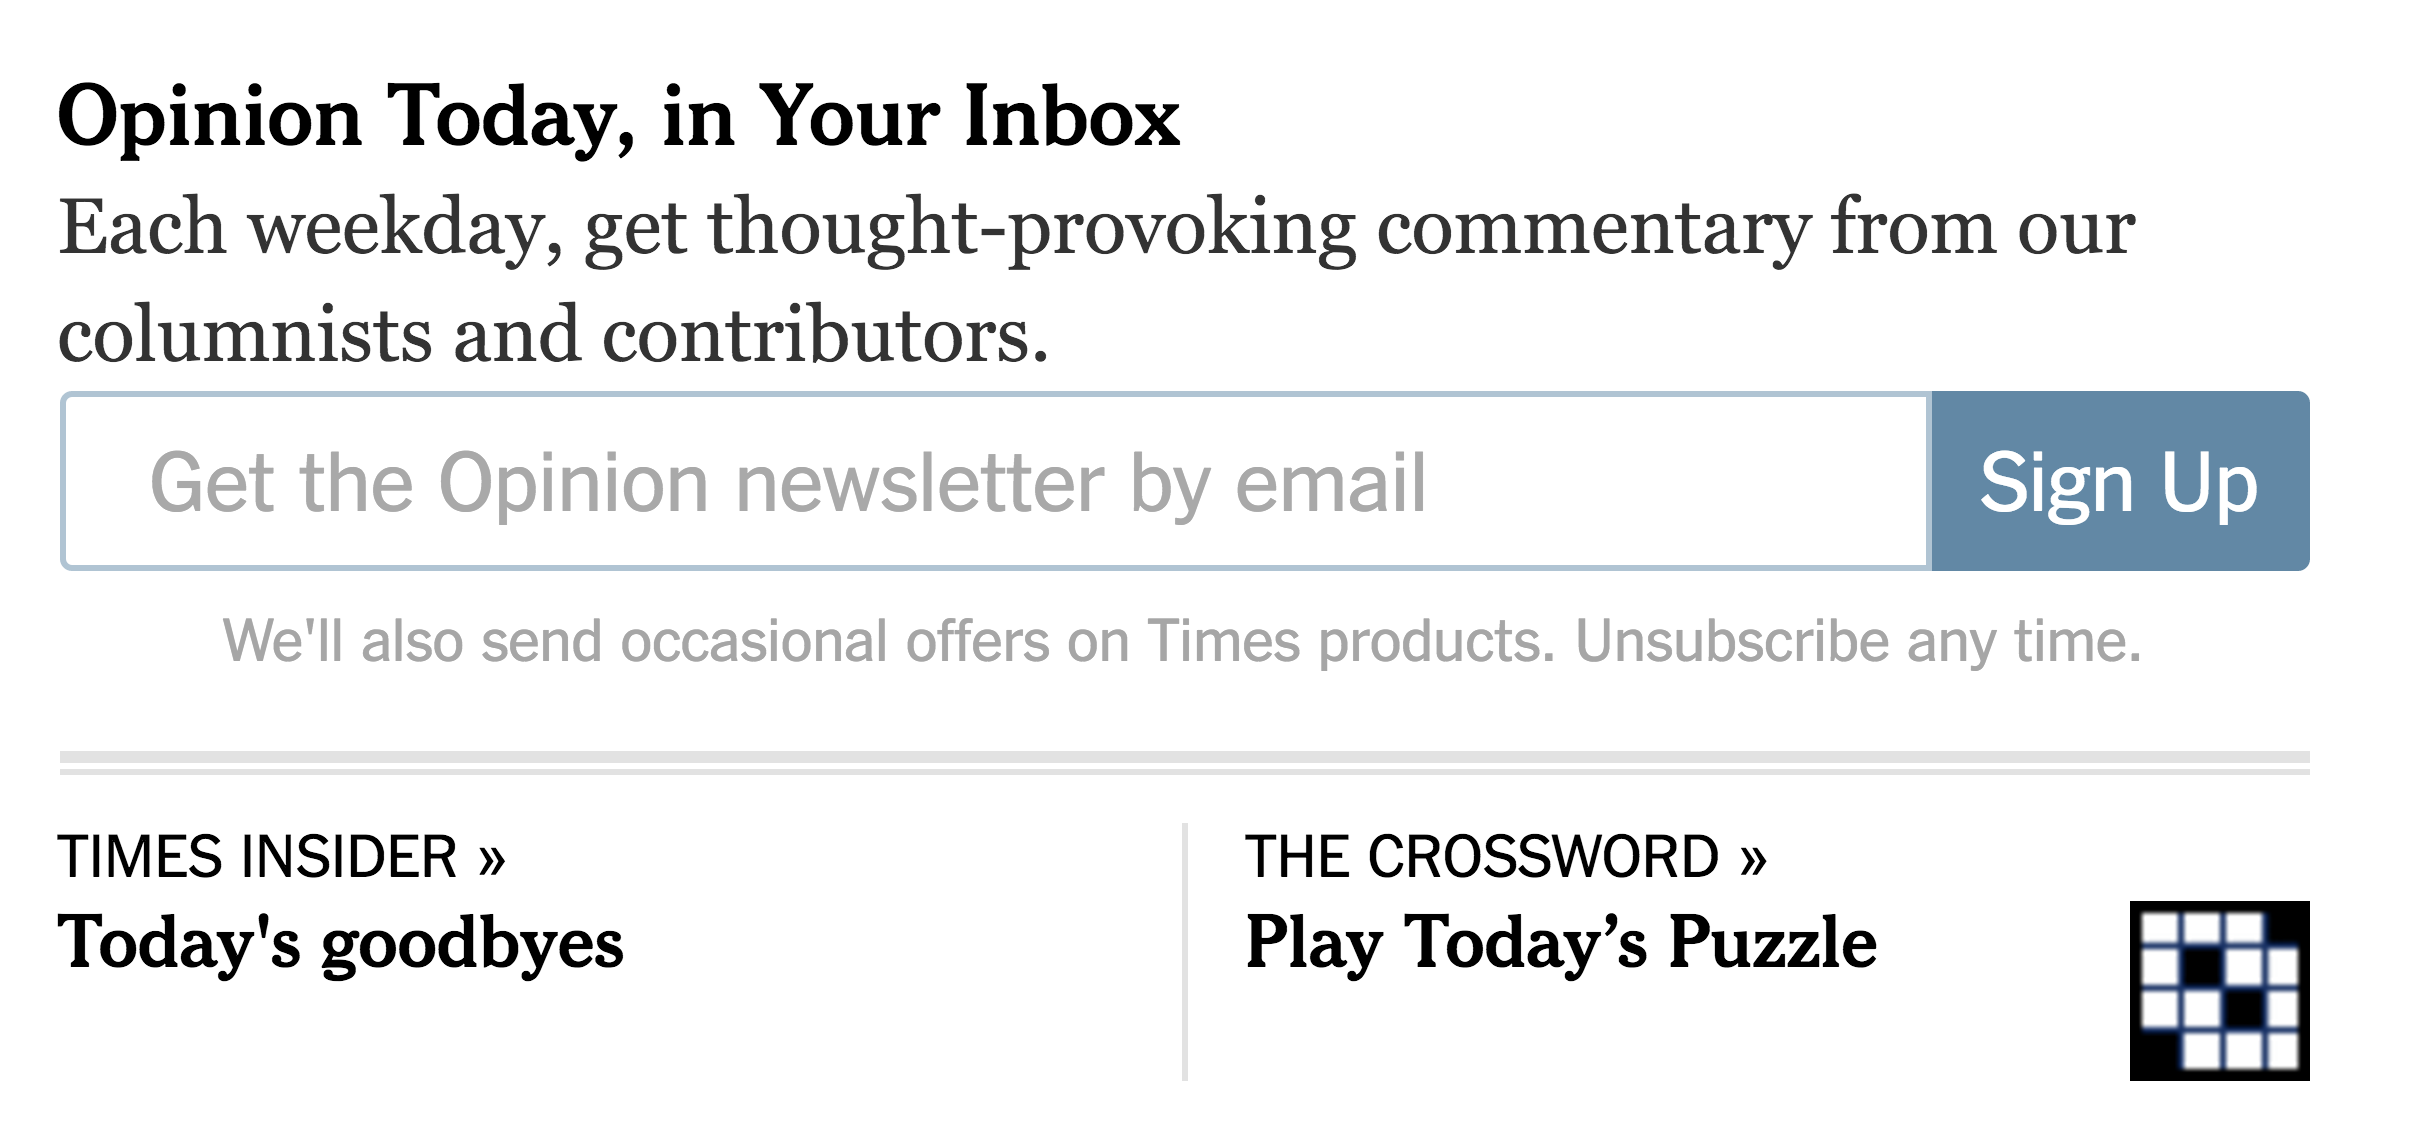 Opinion Today, in Your Inbox
Each weekday, get thought-provoking commentary from our
columnists and contributors.
Get the Opinion newsletter by email
Sign Up
We'll also send occasional offers on Times products. Unsubscribe any time.
TIMES INSIDER »
Today's goodbyes
THE CROSSWORD »
Play Today’s Puzzle